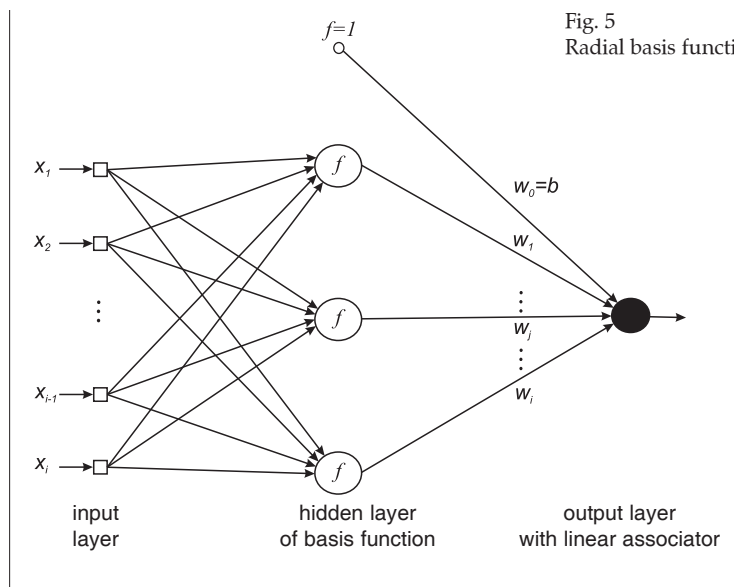 Fig. 5
Radial basis functi
f=1
x1
x2
⋮
xi-1
xi
f
f
f
w0=b
w1
⋮
wj
⋮
wi
input
layer
hidden layer
of basis function
output layer
with linear associator